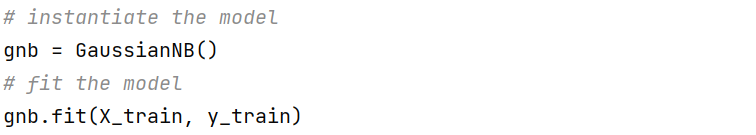 # instantiate the model
gnb = GaussianNB()
# fit the model
gnb.fit(X_train, y_train)